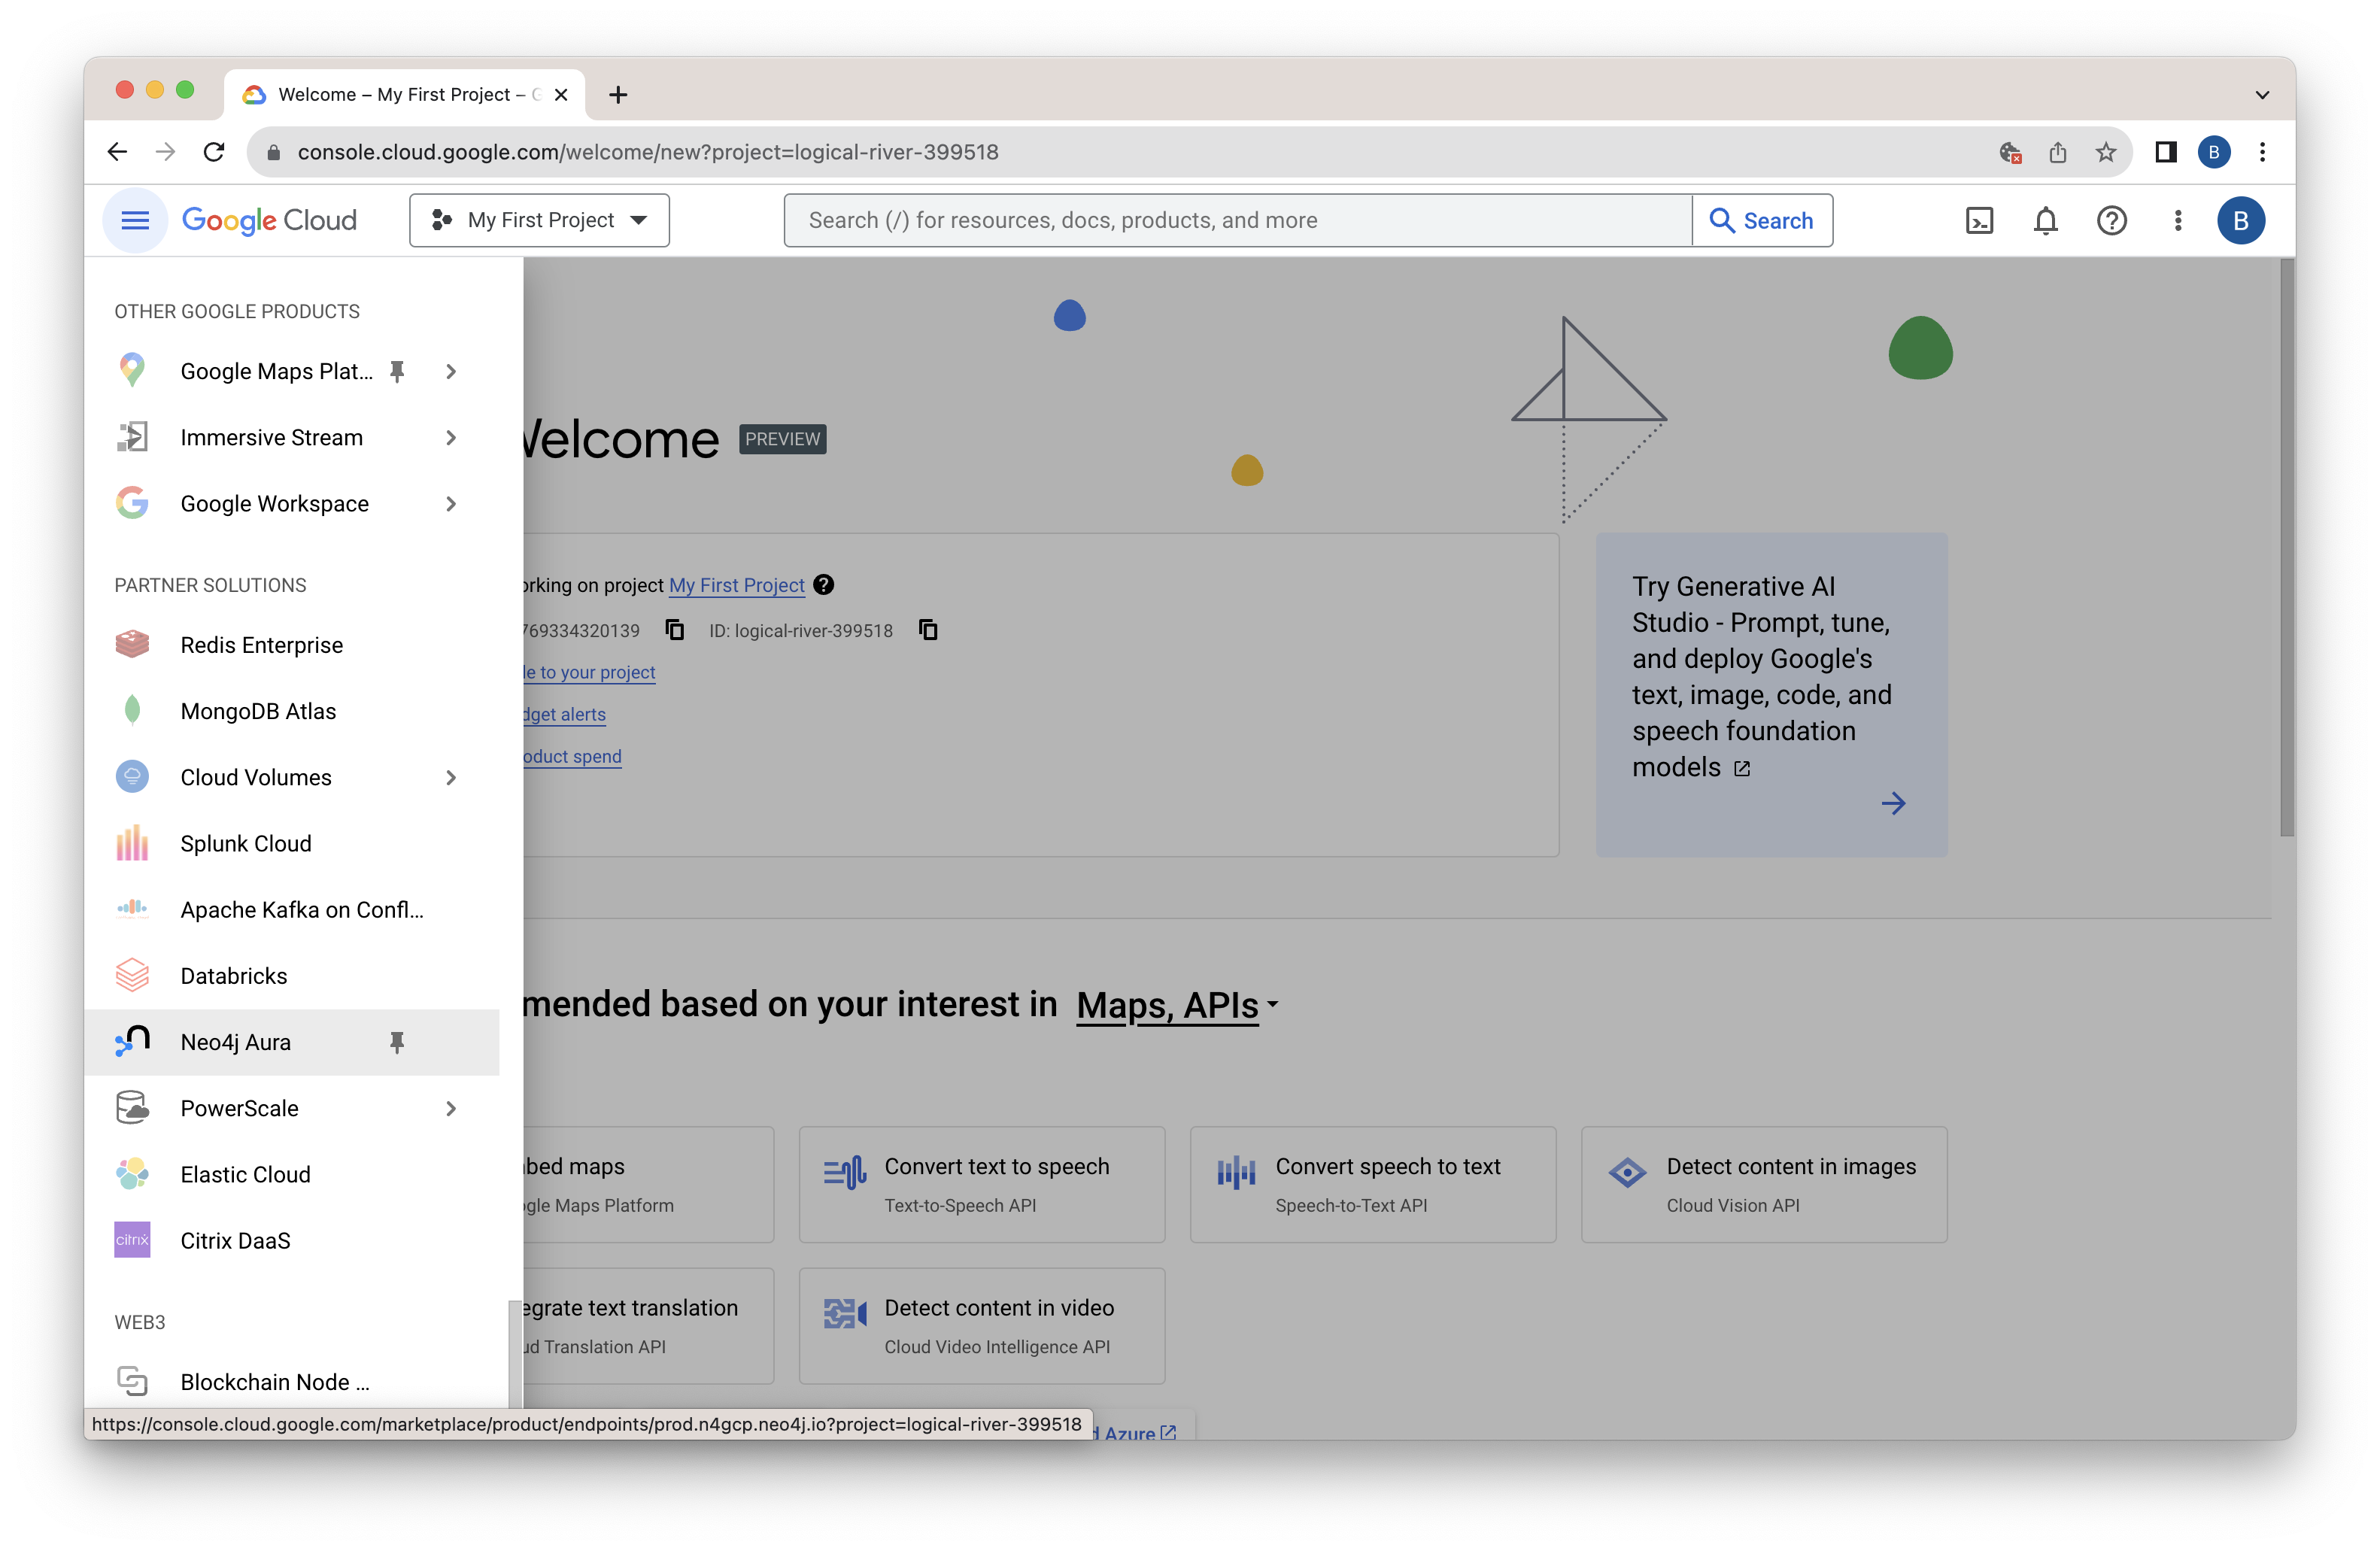 Welcome – My First Project –
console.cloud.google.com/welcome/new?project=logical-river-399518
B
Google Cloud
My First Project
Search (/) for resources, docs, products, and more
Search
B
OTHER GOOGLE PRODUCTS
Google Maps Plat...
Immersive Stream
Google Workspace
PARTNER SOLUTIONS
Redis Enterprise
MongoDB Atlas
Cloud Volumes
Splunk Cloud
Apache Kafka on Confl...
Databricks
Neo4j Aura
PowerScale
Elastic Cloud
citrix
Citrix DaaS
WEB3
Blockchain Node ...
https://console.cloud.google.com/marketplace/product/endpoints/prod.n4gcp.neo4j.io?project=logical-river-399518
Welcome
PREVIEW
orking on project My First Project
769334320139
ID: logical-river-399518
le to your project
dget alerts
oduct spend
Try Generative AI
Studio - Prompt, tune,
and deploy Google's
text, image, code, and
speech foundation
models
mended based on your interest in Maps, APIs
bed maps
gle Maps Platform
Convert text to speech
Text-to-Speech API
Convert speech to text
Speech-to-Text API
Detect content in images
Cloud Vision API
egrate text translation
ud Translation API
Detect content in video
Cloud Video Intelligence API
d Azure